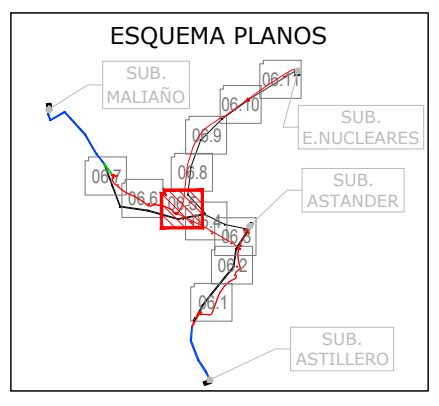 ESQUEMA PLANOS
SUB.
MALIAÑO
06.11
06.10
SUB.
E.NUCLEARES
06.9
06.8
06.7
SUB.
ASTANDER
06.6
06.5
06.4
06.3
06.2
06.1
SUB.
ASTILLERO